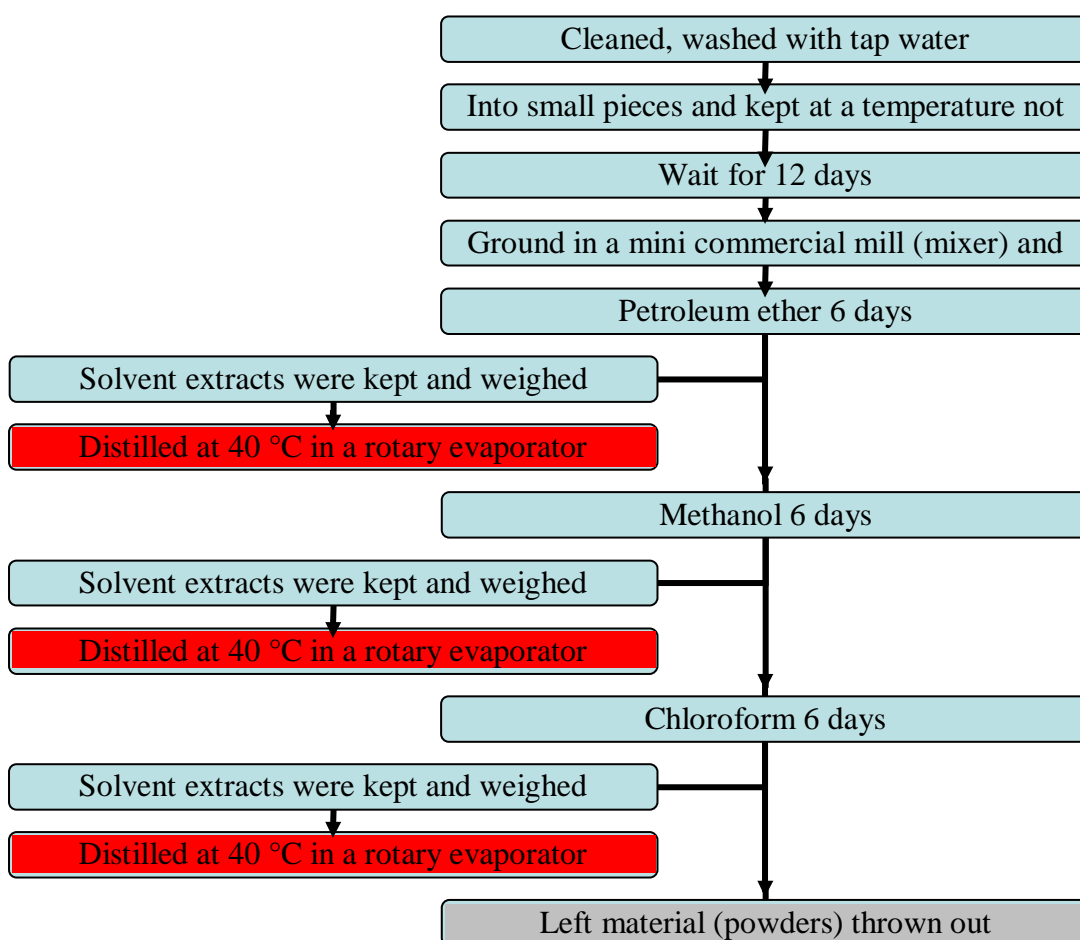 Cleaned, washed with tap water
Into small pieces and kept at a temperature not
Wait for 12 days
Ground in a mini commercial mill (mixer) and
Petroleum ether 6 days
Solvent extracts were kept and weighed
Distilled at 40 °C in a rotary evaporator
Methanol 6 days
Solvent extracts were kept and weighed
Distilled at 40 °C in a rotary evaporator
Chloroform 6 days
Solvent extracts were kept and weighed
Distilled at 40 °C in a rotary evaporator
Left material (powders) thrown out